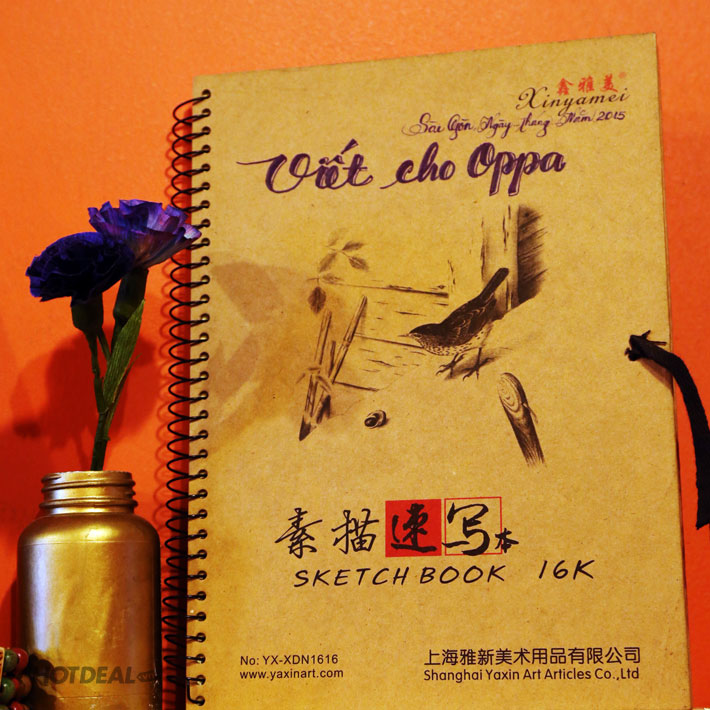 鑫雅美®
Xinyamei
Sài Gòn, Ngày tháng Năm 2015
Viết cho Oppa
素描速写本
SKETCH BOOK 16K
No: YX-XDN1616
www.yaxinart.com
上海雅新美术用品有限公司
Shanghai Yaxin Art Articles Co.,Ltd
HOTDEAL